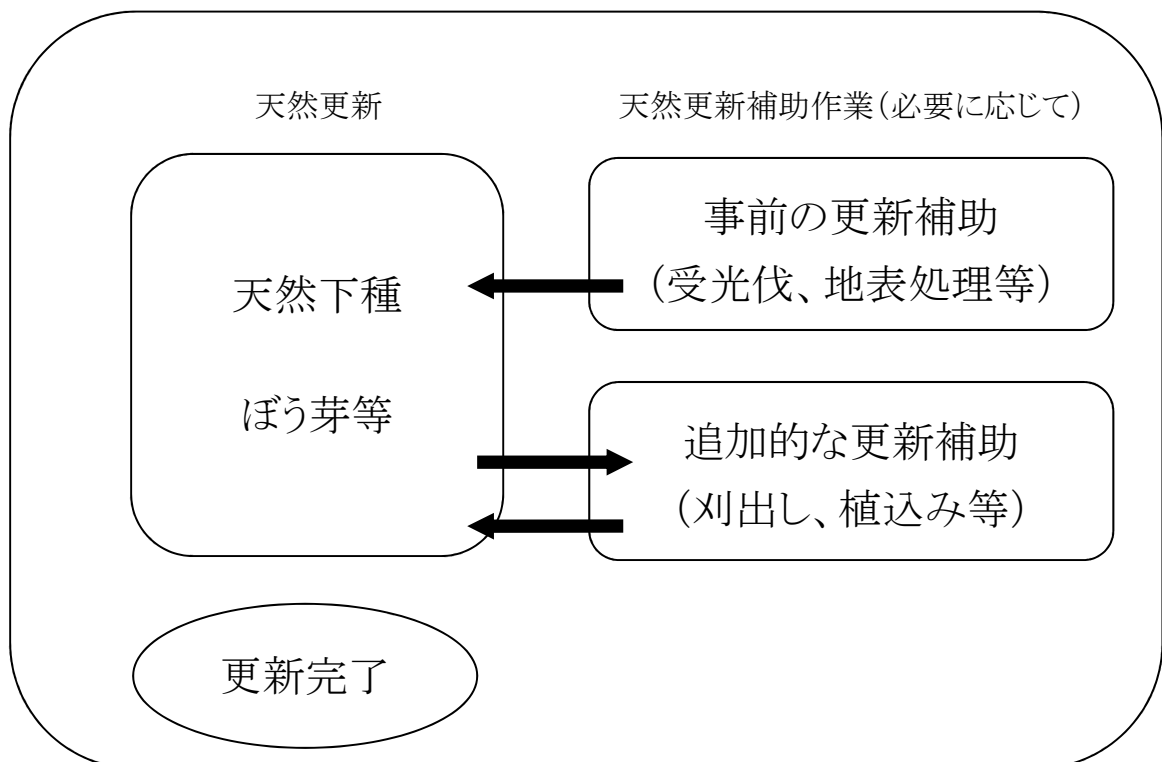 天然更新
天然更新補助作業(必要に応じて)
天然下種
ぼう芽等
事前の更新補助
(受光伐、地表処理等)
追加的な更新補助
(刈出し、植込み等)
更新完了